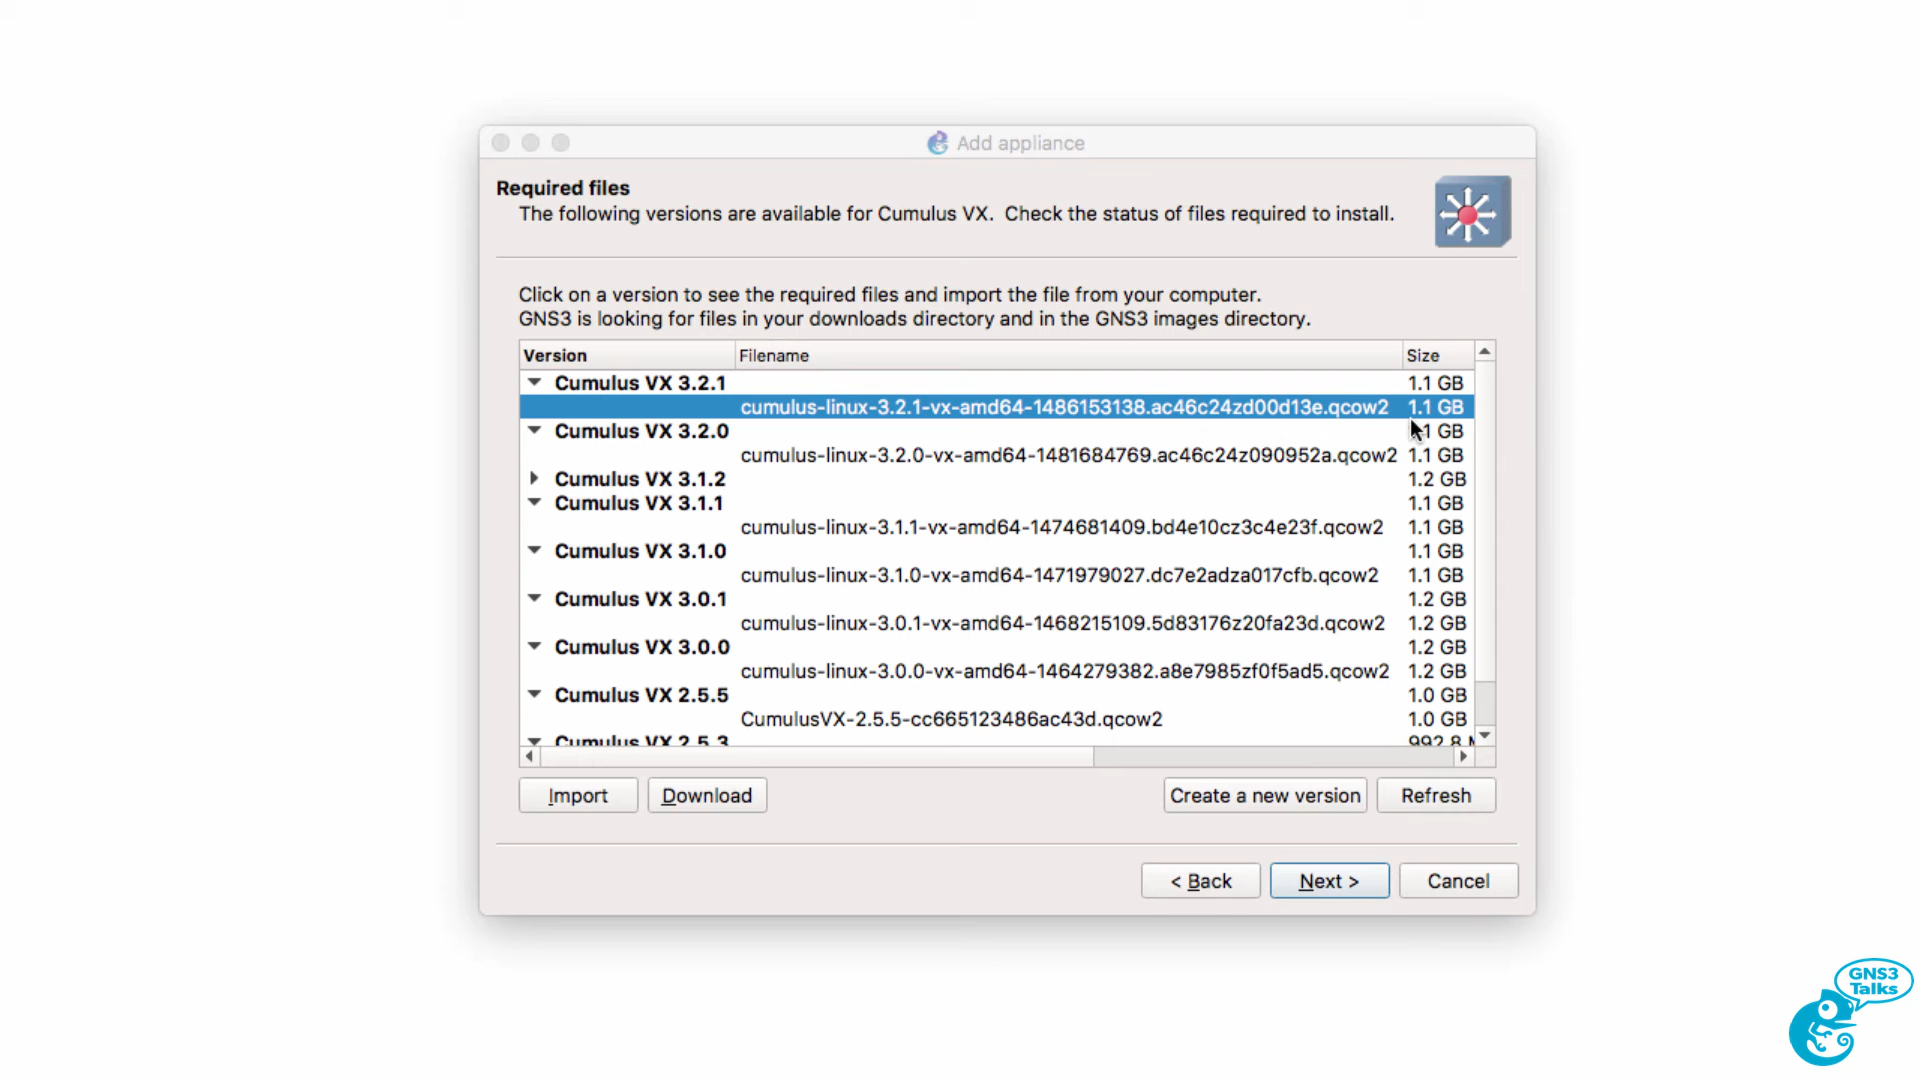 Add appliance
Required files
The following versions are available for Cumulus VX. Check the status of files required to install.
Click on a version to see the required files and import the file from your computer.
GNS3 is looking for files in your downloads directory and in the GNS3 images directory.
Version Filename Size
Cumulus VX 3.2.1 1.1 GB
cumulus-linux-3.2.1-vx-amd64-1486153138.ac46c24zd00d13e.qcow2 1.1 GB
Cumulus VX 3.2.0 1 GB
cumulus-linux-3.2.0-vx-amd64-1481684769.ac46c24z090952a.qcow2 1.1 GB
Cumulus VX 3.1.2 1.2 GB
Cumulus VX 3.1.1 1.1 GB
cumulus-linux-3.1.1-vx-amd64-1474681409.bd4e10cz3c4e23f.qcow2 1.1 GB
Cumulus VX 3.1.0 1.1 GB
cumulus-linux-3.1.0-vx-amd64-1471979027.dc7e2adza017cfb.qcow2 1.1 GB
Cumulus VX 3.0.1 1.2 GB
cumulus-linux-3.0.1-vx-amd64-1468215109.5d83176z20fa23d.qcow2 1.2 GB
Cumulus VX 3.0.0 1.2 GB
cumulus-linux-3.0.0-vx-amd64-1464279382.a8e7985zf0f5ad5.qcow2 1.2 GB
Cumulus VX 2.5.5 1.0 GB
CumulusVX-2.5.5-cc665123486ac43d.qcow2 1.0 GB
Cumulus VX 2.5.3 992.8 M
Import Download Create a new version Refresh
< Back Next > Cancel
GNS3
Talks